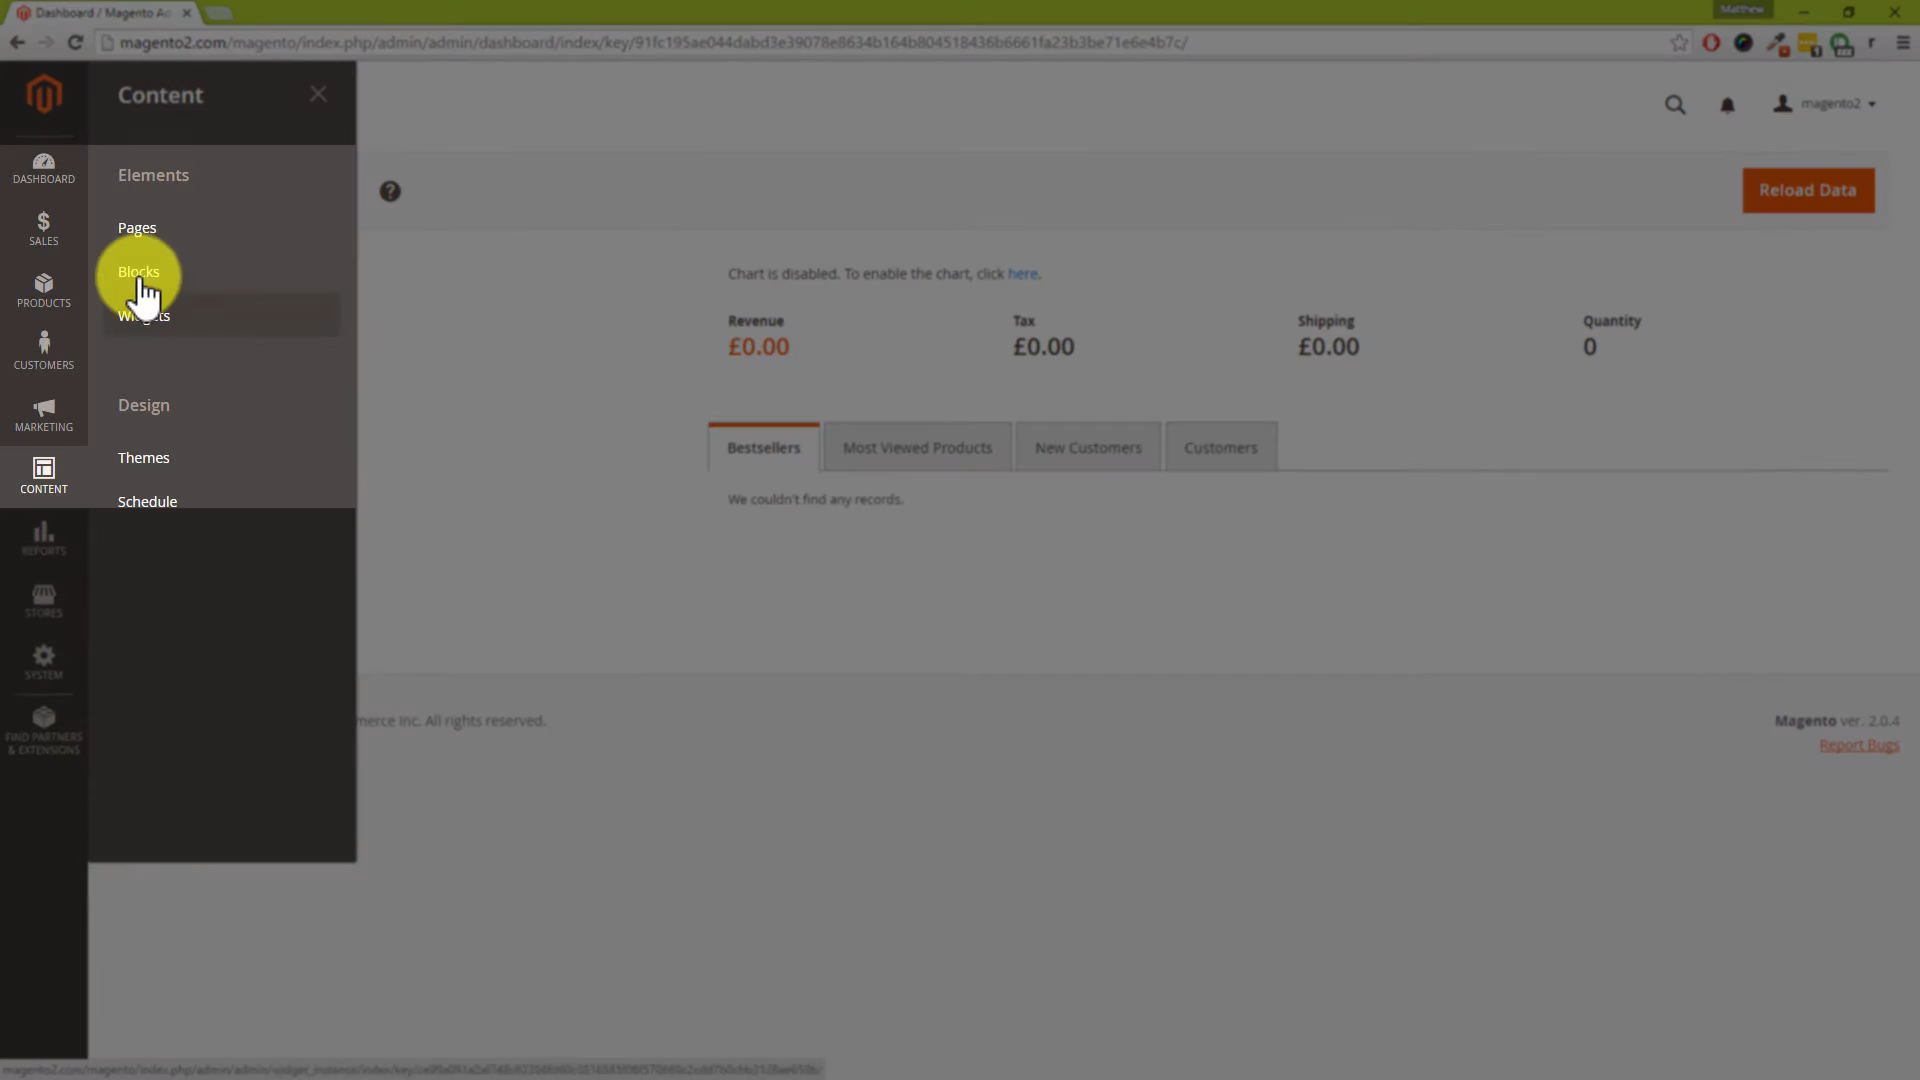 Dashboard / Magento Ad
Matthew
magento2.com/magento/index.php/admin/admin/dashboard/index/key/91fc195ae044dabd3e39078e8634b164b804518436b6661fa23b3be71e6e4b7c/
Content
magento2
DASHBOARD
Elements
Reload Data
SALES
Pages
Blocks
Chart is disabled. To enable the chart, click here.
PRODUCTS
Widgets
Revenue
Tax
Shipping
Quantity
£0.00
£0.00
£0.00
0
CUSTOMERS
Design
MARKETING
Bestsellers
Most Viewed Products
New Customers
Customers
Themes
CONTENT
Schedule
We couldn't find any records.
REPORTS
STORES
SYSTEM
FIND PARTNERS
& EXTENSIONS
merce Inc. All rights reserved.
Magento ver. 2.0.4
Report Bugs